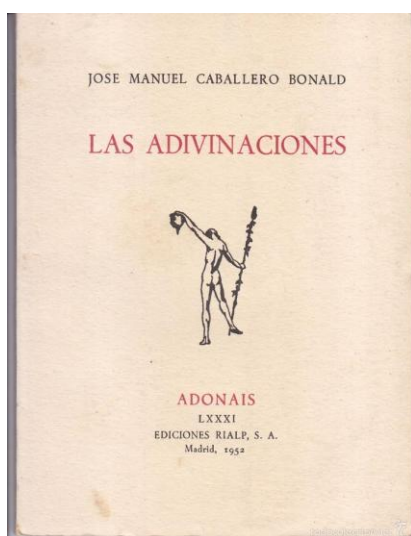 JOSE MANUEL CABALLERO BONALD
LAS ADIVINACIONES
ADONAIS
LXXXI
EDICIONES RIALP, S. A.
Madrid, 1952